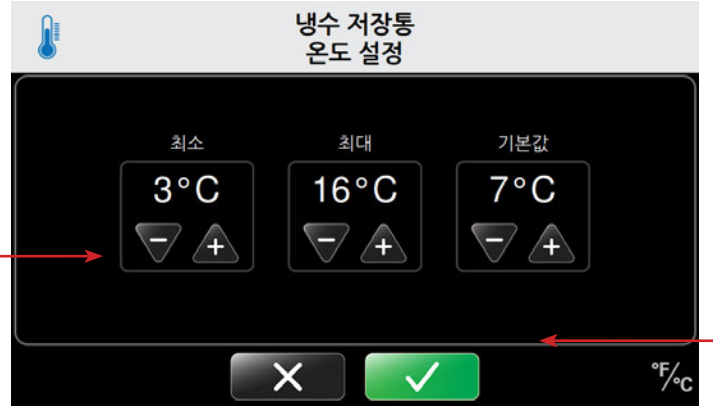 냉수 저장통
온도 설정
최소 최대 기본값
3°C 16°C 7°C
- + - + - +
°F/°C